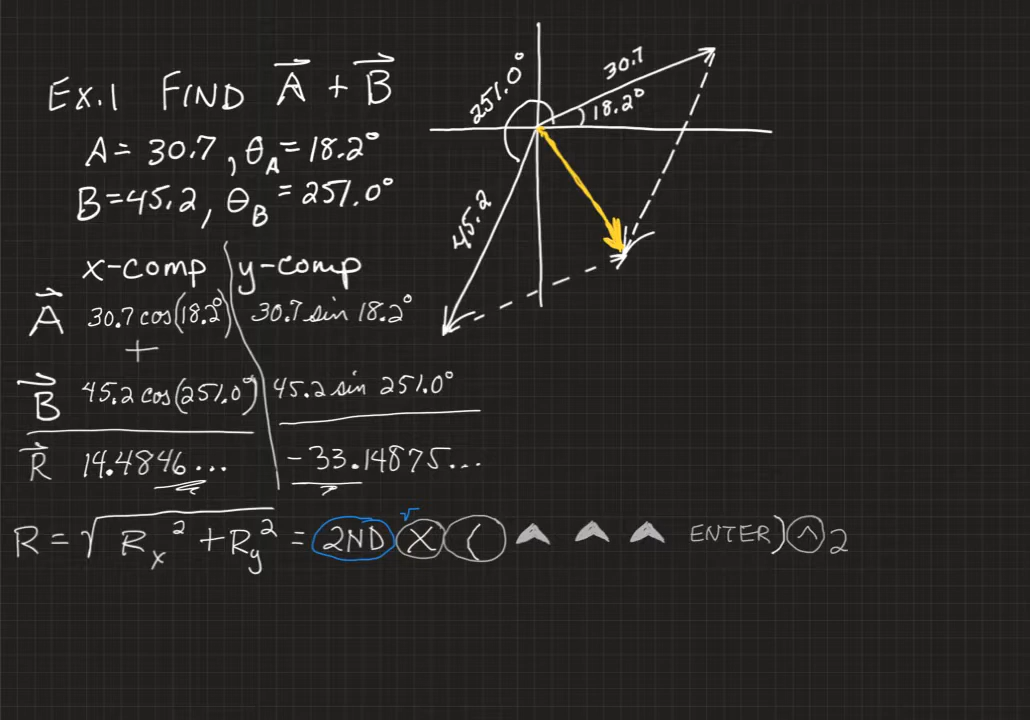 Ex.1 FIND A + B
A = 30.7, θA = 18.2°
B = 45.2, θB = 251.0°
251.0°
30.7
18.2°
45.2
x-comp y-comp
A 30.7 cos(18.2°) 30.7 sin 18.2°
+
B 45.2 cos(251.0°) 45.2 sin 251.0°
R 14.4846... -33.14875...
R = √Rx² + Ry² = 2ND √ X ( ENTER) ^ 2